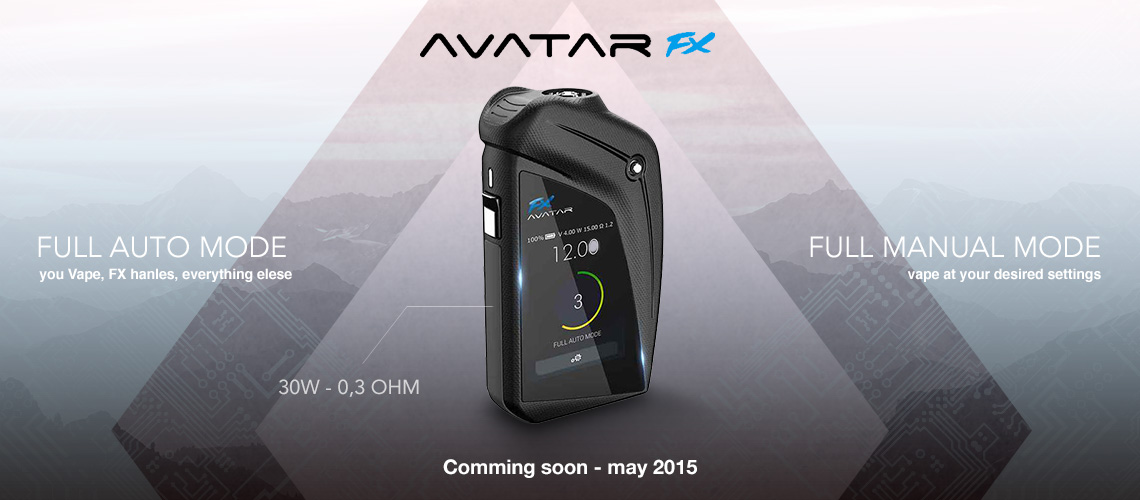 AVATAR FX
FX
AVATAR
100% V 4.00 W 15.00 Ω 1.2
12.0
3
FULL AUTO MODE
FULL AUTO MODE
you Vape, FX hanles, everything elese
FULL MANUAL MODE
vape at your desired settings
30W - 0,3 OHM
Comming soon - may 2015